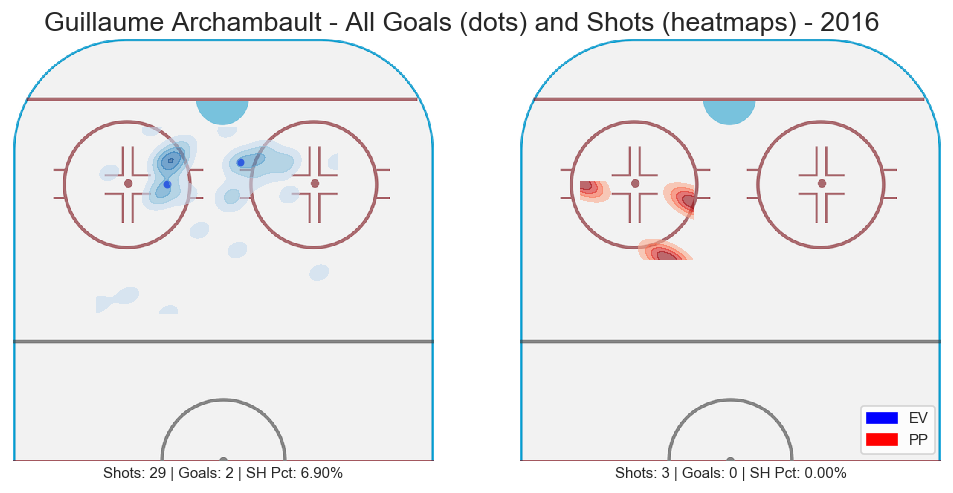 Guillaume Archambault - All Goals (dots) and Shots (heatmaps) - 2016
EV
PP
Shots: 29 | Goals: 2 | SH Pct: 6.90%
Shots: 3 | Goals: 0 | SH Pct: 0.00%